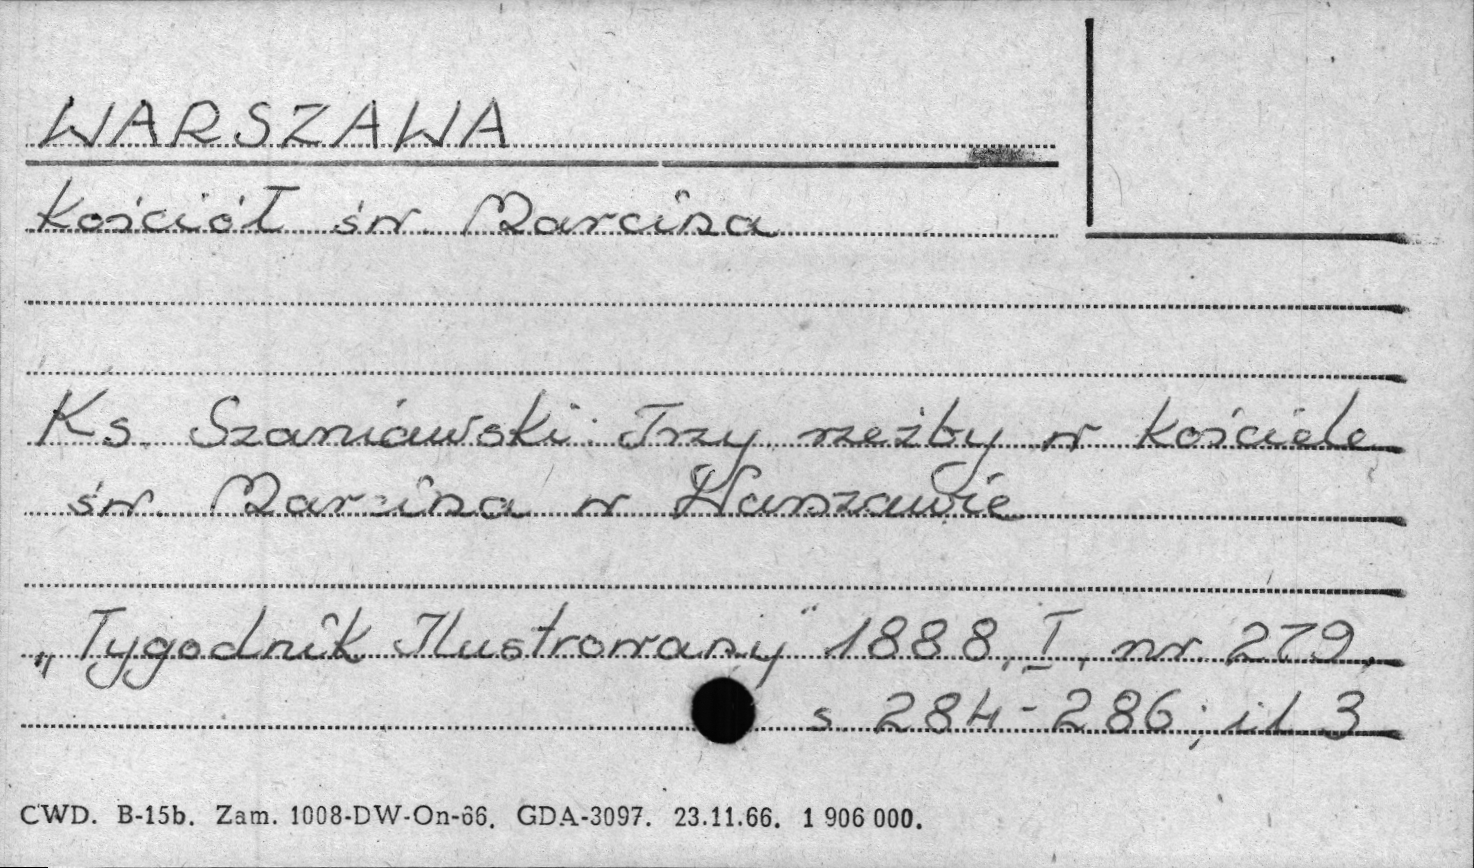 WARSZAWA
Kościół św. Marcina
Ks. Szaniawski: Trzy rzeźby w kościele
św. Marcina w Warszawie
„Tygodnik Ilustrowany" 1888, I, nr. 279,
s. 284-286; il. 3
CWD. B-15b. Zam. 1008-DW-On-66. GDA-3097. 23.11.66. 1 906 000.